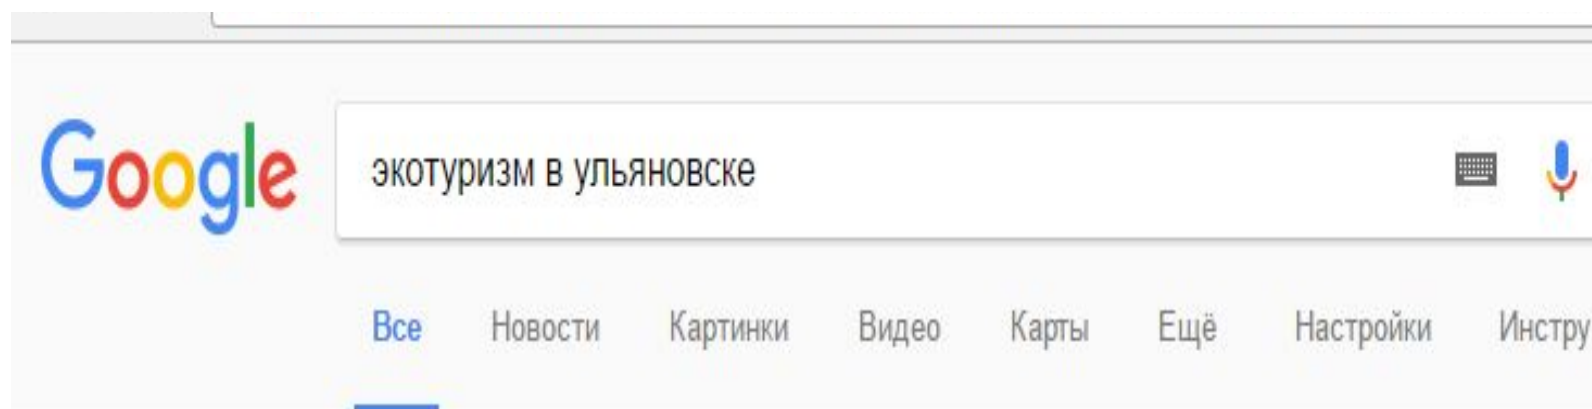 Google экотуризм в ульяновске
Все Новости Картинки Видео Карты Ещё Настройки Инстру